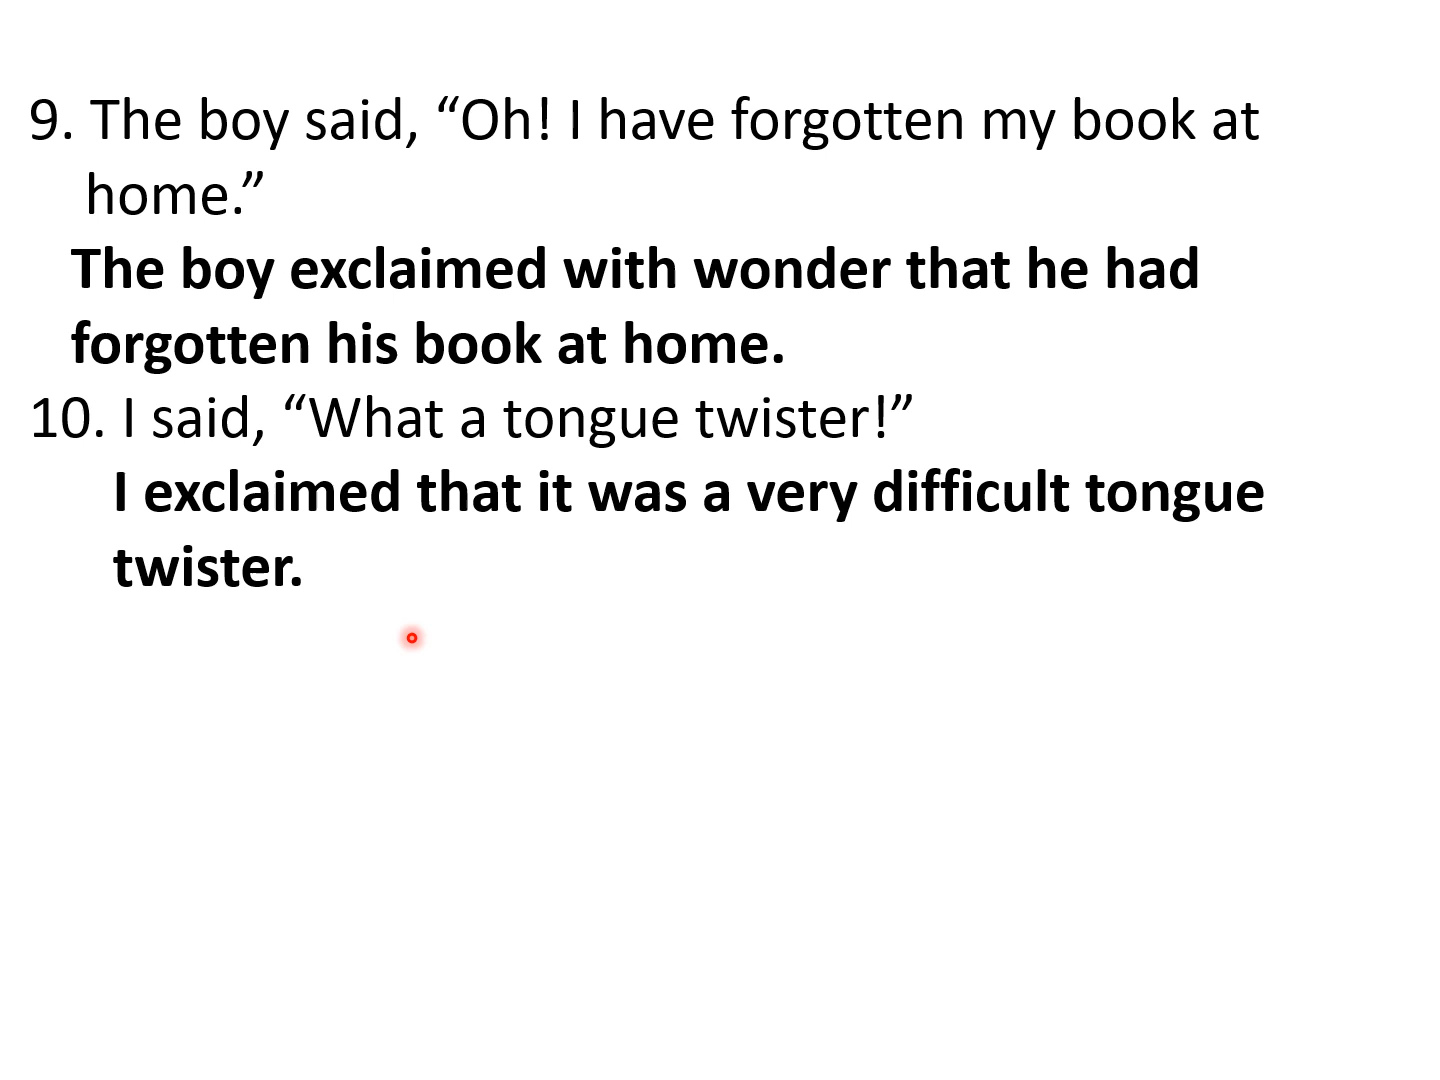 9. The boy said, “Oh! I have forgotten my book at
home.”
The boy exclaimed with wonder that he had
forgotten his book at home.
10. I said, “What a tongue twister!”
I exclaimed that it was a very difficult tongue
twister.